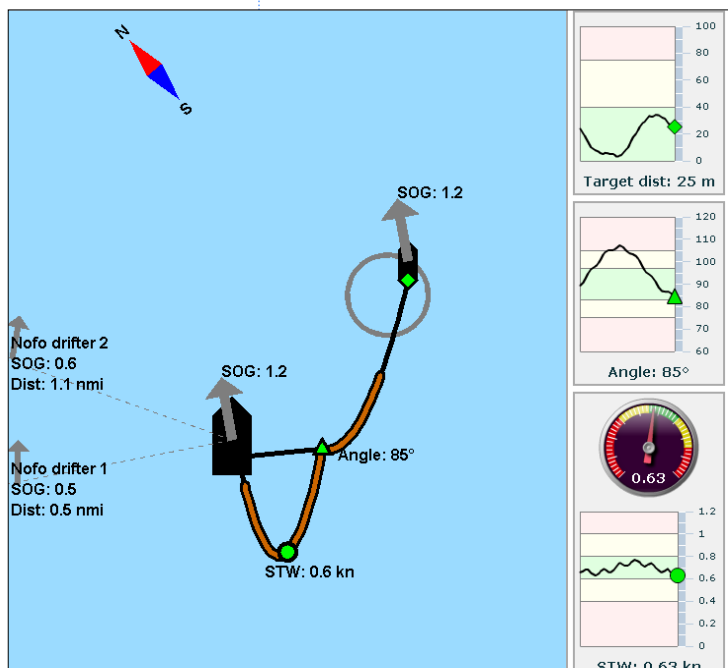 N
S
SOG: 1.2
SOG: 1.2
Nofo drifter 2
SOG: 0.6
Dist: 1.1 nmi
Nofo drifter 1
SOG: 0.5
Dist: 0.5 nmi
Angle: 85°
STW: 0.6 kn
100
80
60
40
20
0
Target dist: 25 m
120
110
100
90
80
70
60
Angle: 85°
0.63
1.2
1
0.8
0.6
0.4
0.2
0
STW: 0.63 kn